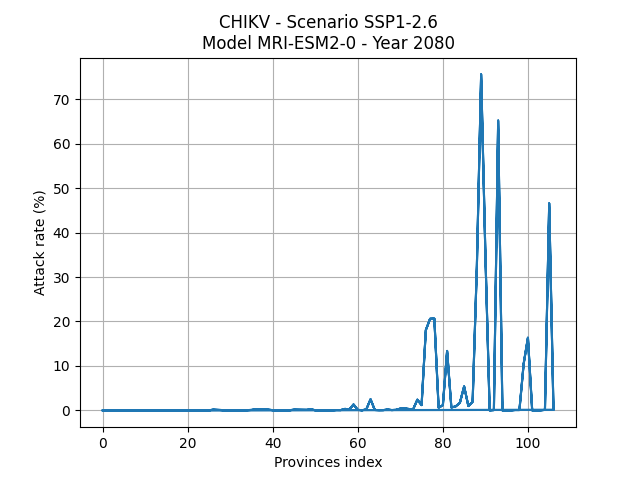 CHIKV - Scenario SSP1-2.6
Model MRI-ESM2-0 - Year 2080
Attack rate (%)
70
60
50
40
30
20
10
0
0 20 40 60 80 100
Provinces index